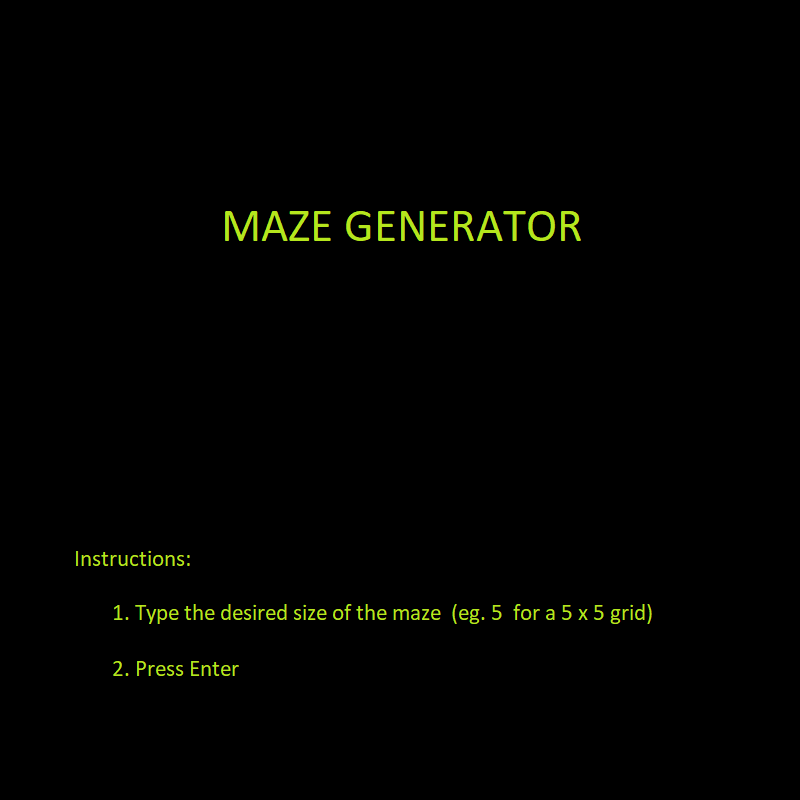 MAZE GENERATOR
Instructions:
1. Type the desired size of the maze  (eg. 5  for a 5 x 5 grid)
2. Press Enter